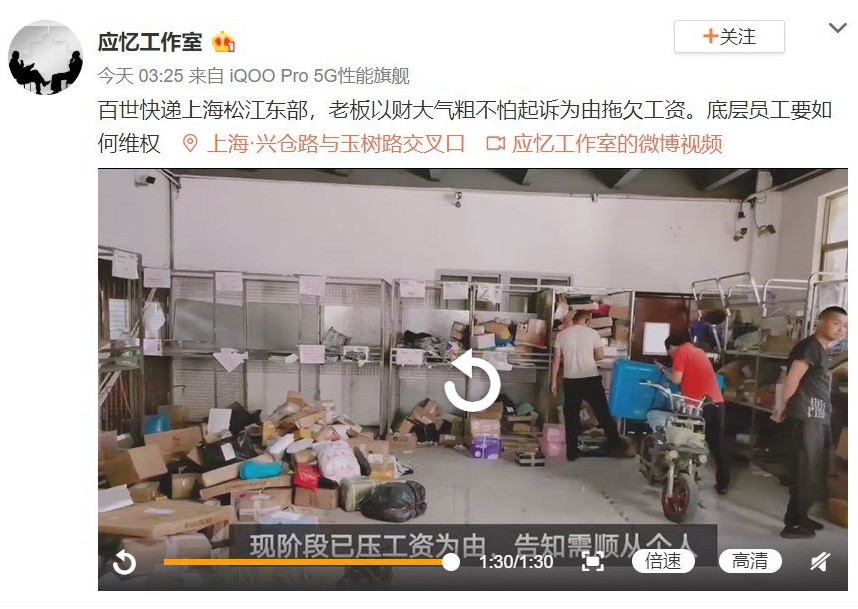 应忆工作室
+关注
今天 03:25 来自 iQOO Pro 5G性能旗舰
百世快递上海松江东部，老板以财大气粗不怕起诉为由拖欠工资。底层员工要如
何维权 上海·兴仓路与玉树路交叉口 应忆工作室的微博视频
现阶段已压工资为由，告知需顺从个人
1:30/1:30 倍速 高清